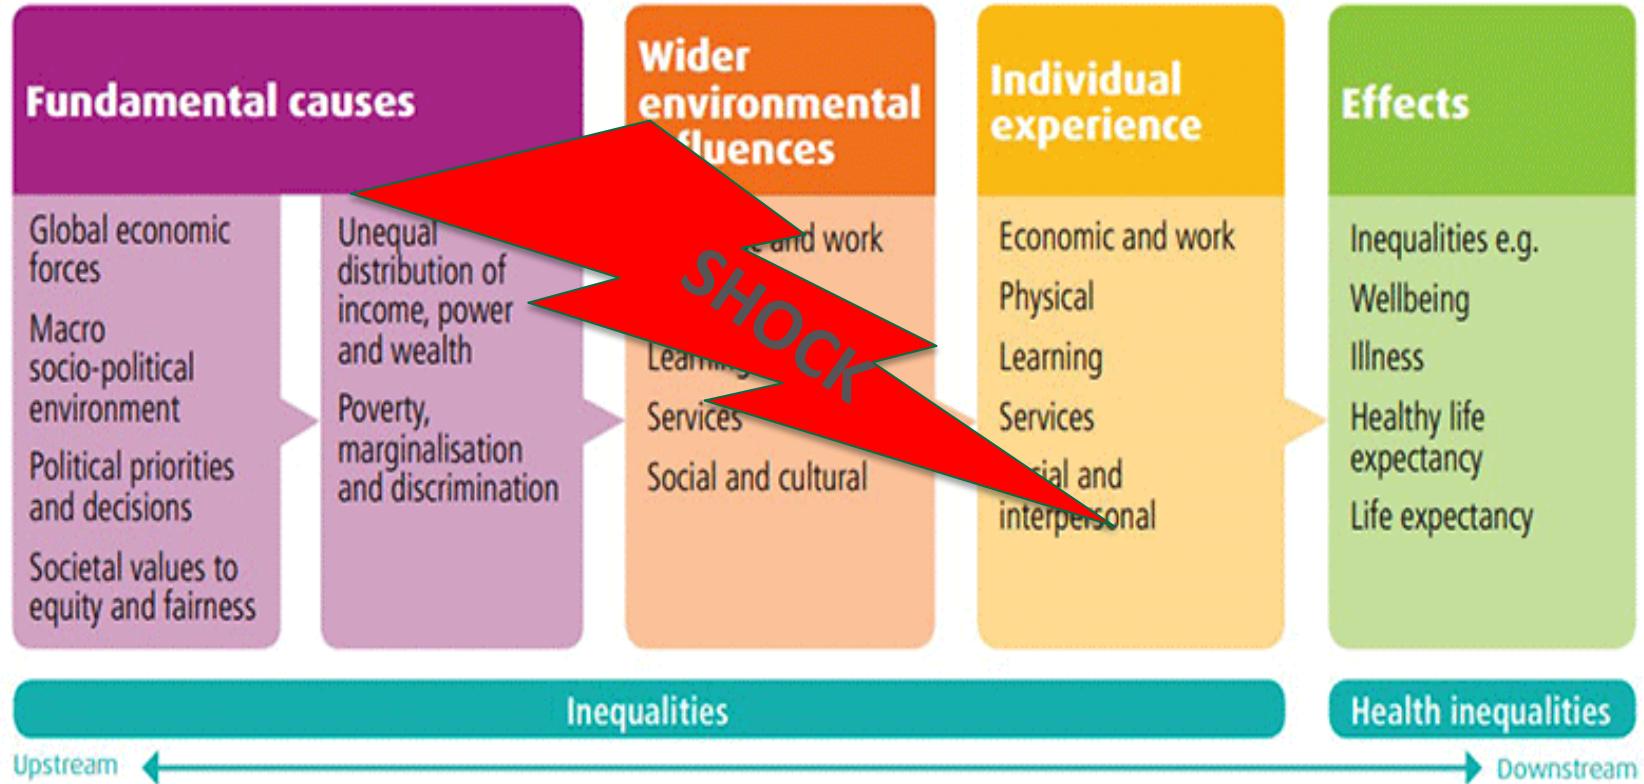 Fundamental causes
Global economic
forces
Macro
socio-political
environment
Political priorities
and decisions
Societal values to
equity and fairness
Unequal
distribution of
income, power
and wealth
Poverty,
marginalisation
and discrimination
Wider
environmental
fluences
and work
Learning
Services
Social and cultural
SHOCK
Individual
experience
Economic and work
Physical
Learning
Services
cial and
interpersonal
Effects
Inequalities e.g.
Wellbeing
Illness
Healthy life
expectancy
Life expectancy
Inequalities
Health inequalities
Upstream
Downstream